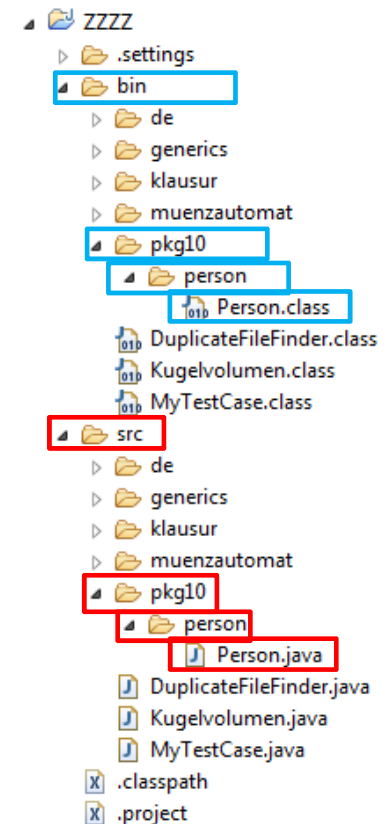 ZZZZ
.settings
bin
de
generics
klausur
muenzautomat
pkg10
person
Person.class
DuplicateFileFinder.class
Kugelvolumen.class
MyTestCase.class
src
de
generics
klausur
muenzautomat
pkg10
person
Person.java
DuplicateFileFinder.java
Kugelvolumen.java
MyTestCase.java
.classpath
.project